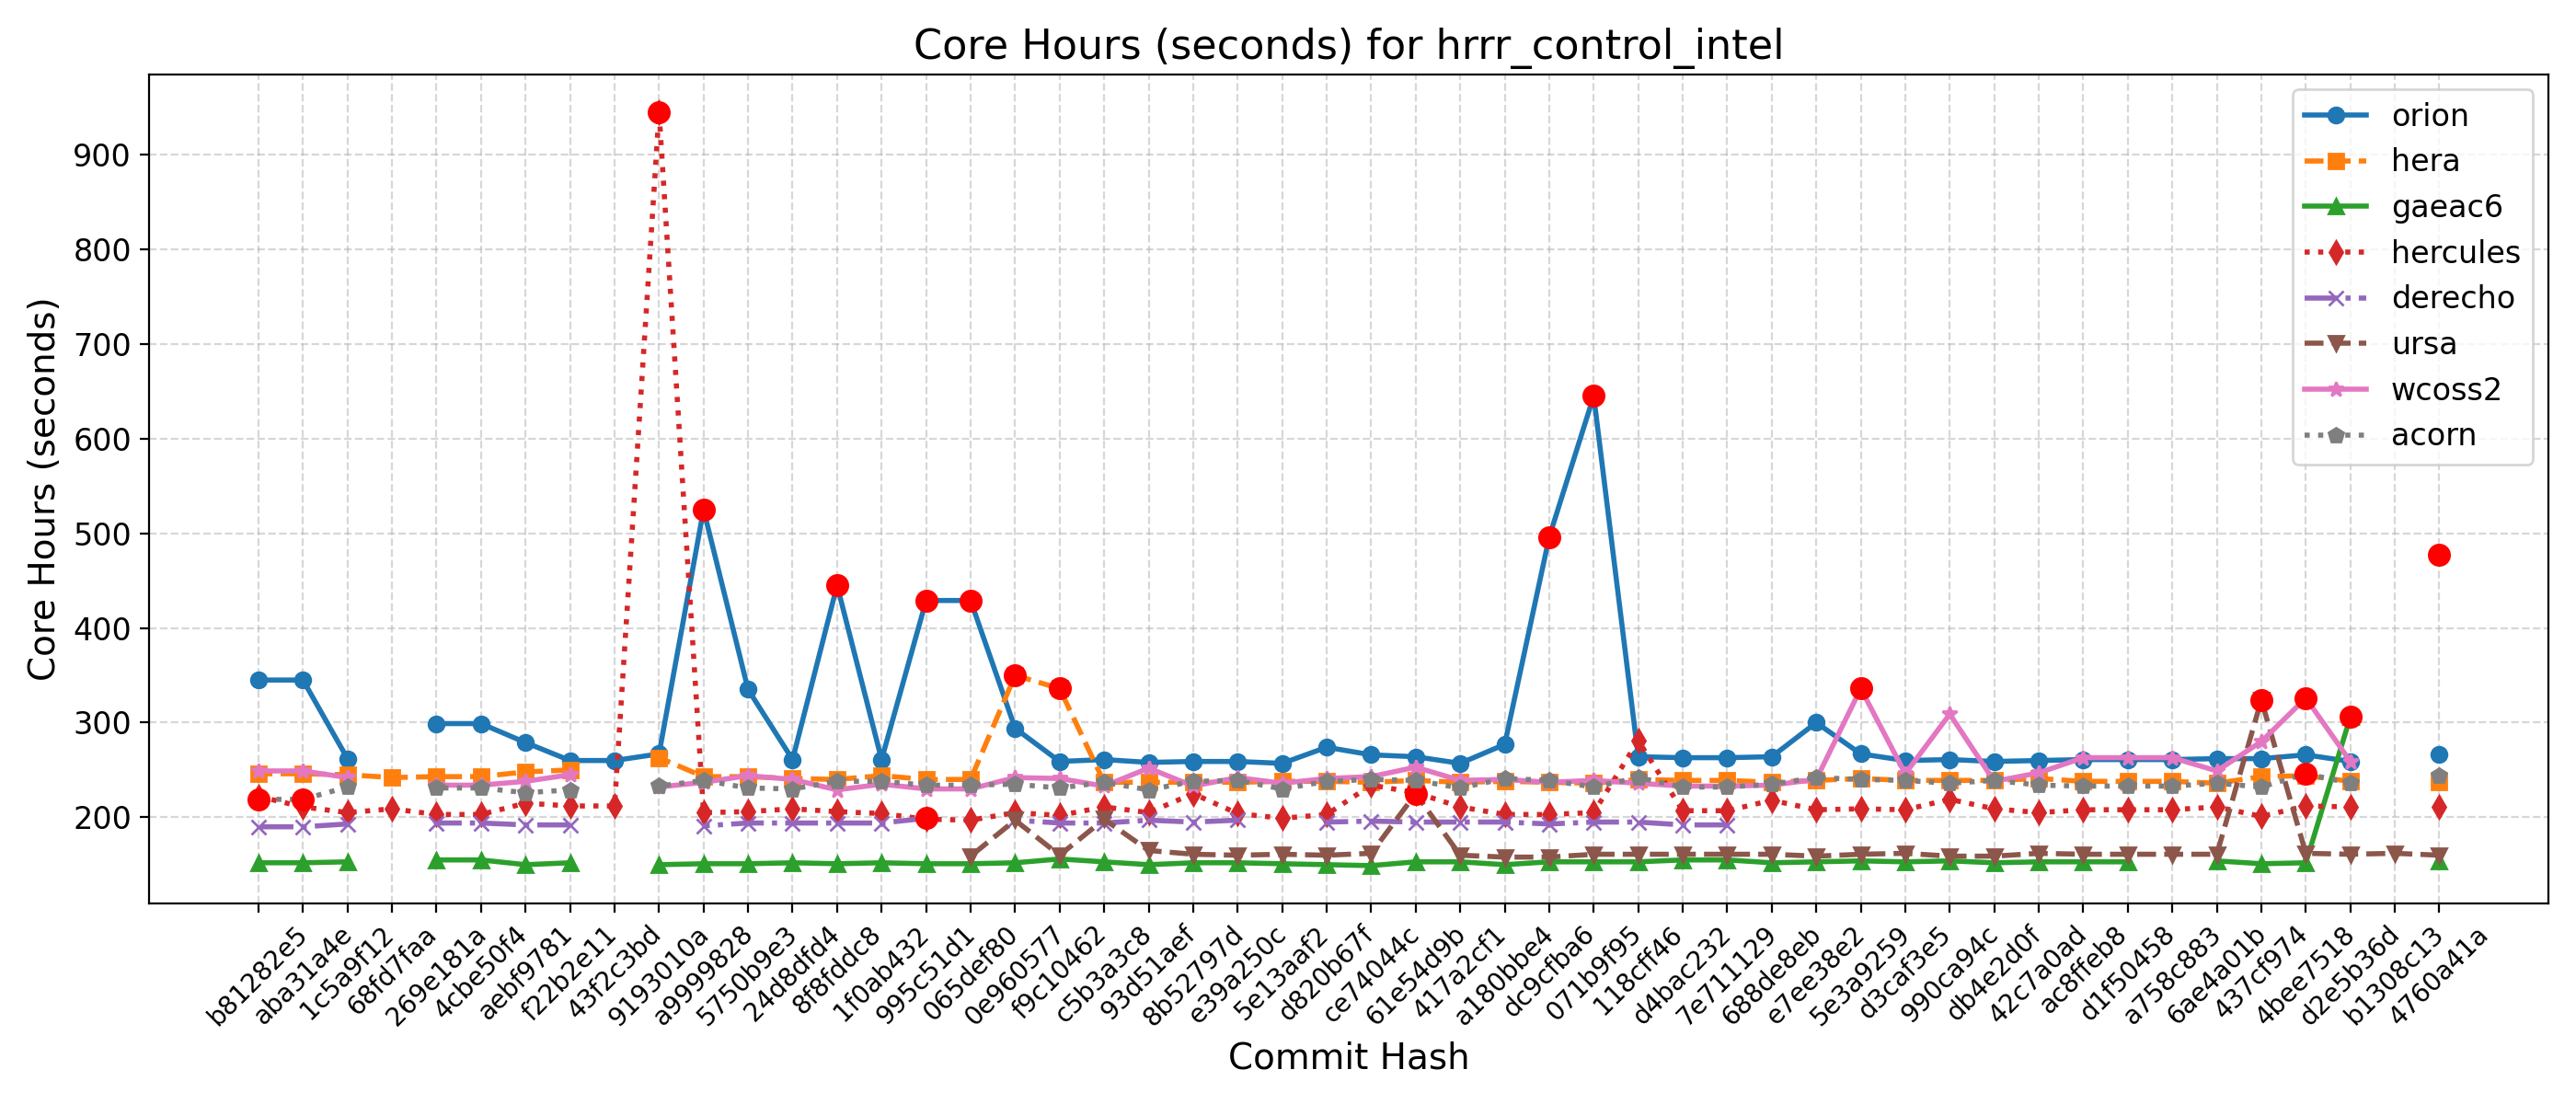 Core Hours (seconds) for hrrr_control_intel
Core Hours (seconds)
900
800
700
600
500
400
300
200
orion
hera
gaeac6
hercules
derecho
ursa
wcoss2
acorn
b81282e5
aba31a4e
1c5a9f12
68fd7faa
269e181a
4cbe50f4
aebf9781
f22b2e11
43f2c3bd
9193010a
a9999828
5750b9e3
24d8dfd4
8f8fddc8
1f0ab432
995c51d1
065def80
0e960577
f9c10462
c5b3a3c8
93d51aef
8b52797d
e39a250c
5e13aaf2
d820b67f
ce74044c
61e54d9b
417a2cf1
a180bbe4
dc9cfba6
071b9f95
118cff46
d4bac232
7e711129
688de8eb
e7ee38e2
5e3a9259
d3caf3e5
990ca94c
db4e2d0f
42c7a0ad
ac8ffeb8
d1f50458
a758c883
6ae4a01b
437cf974
4bee7518
d2e5b36d
b1308c13
4760a41a
Commit Hash